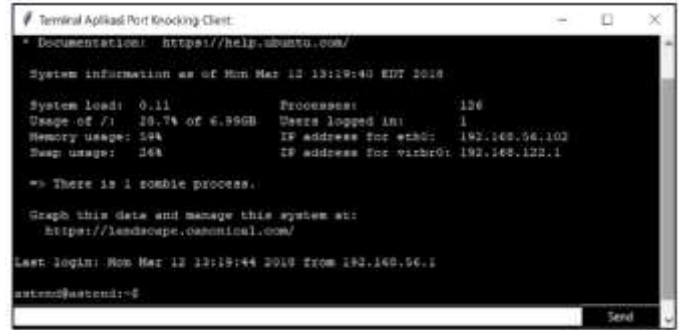 Terminal Aplikasi Port Knocking Client
* Documentation: https://help.ubuntu.com/
System information as of Mon Mar 12 13:19:40 EDT 2018
System load: 0.11 Processes: 126
Usage of /: 28.7% of 6.99GB Users logged in: 1
Memory usage: 59% IP address for eth0: 192.168.56.102
Swap usage: 26% IP address for virbr0: 192.168.122.1
=> There is 1 zombie process.
Graph this data and manage this system at:
https://landscape.canonical.com/
Last login: Mon Mar 12 13:19:44 2018 from 192.168.56.1
Send